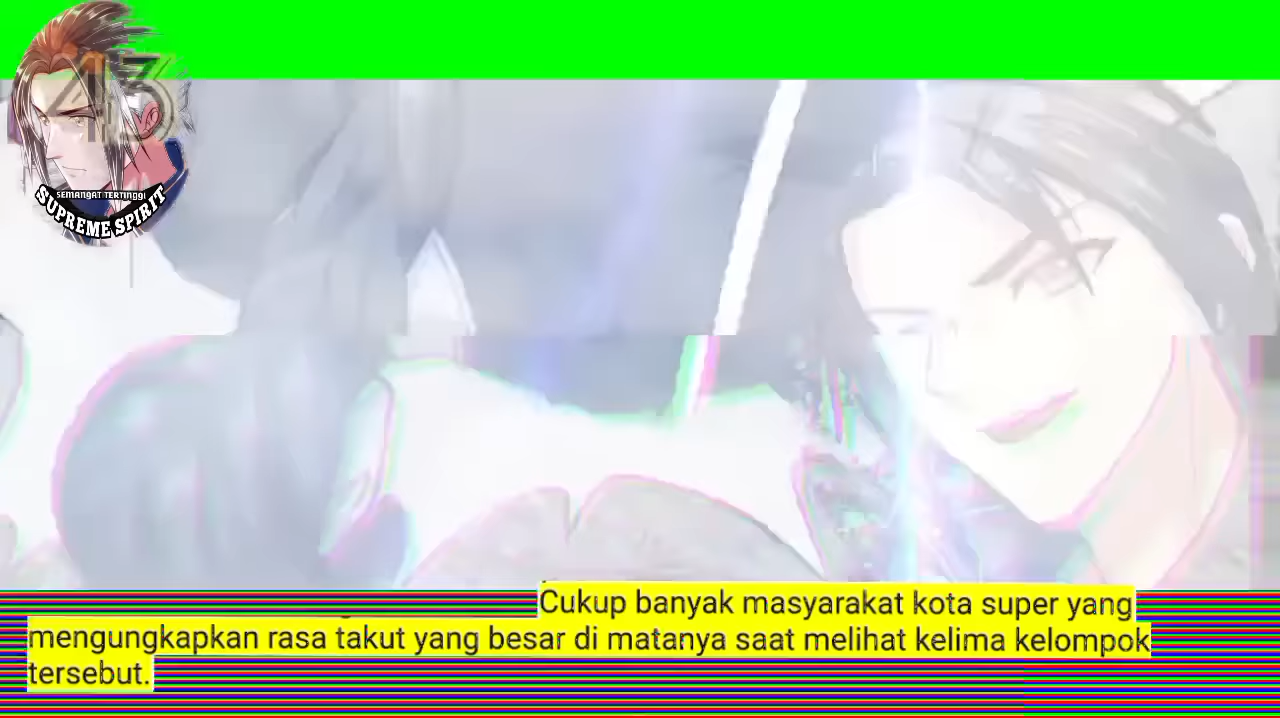 43
SEMANGAT TERTINGGI
SUPREME SPIRIT
Cukup banyak masyarakat kota super yang
mengungkapkan rasa takut yang besar di matanya saat melihat kelima kelompok
tersebut.